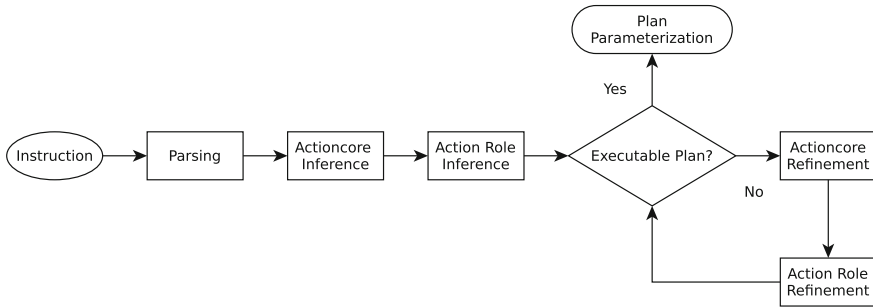 Plan
Parameterization
Yes
Instruction
Parsing
Actioncore
Inference
Action Role
Inference
Executable Plan?
Actioncore
Refinement
No
Action Role
Refinement